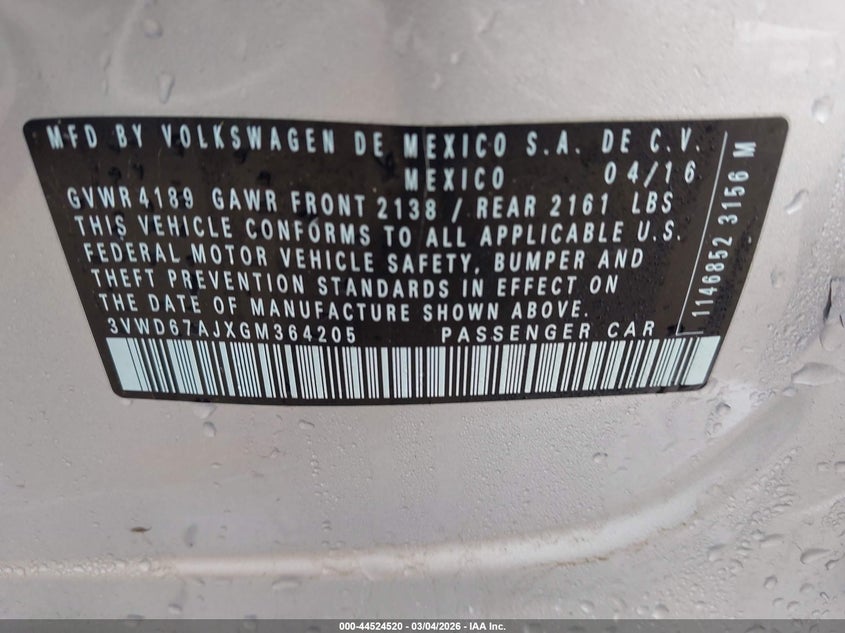 MFD BY VOLKSWAGEN DE MEXICO S.A. DE C.V.
MEXICO 04/16
GVWR 4189 GAWR FRONT 2138 / REAR 2161 LBS
THIS VEHICLE CONFORMS TO ALL APPLICABLE U.S.
FEDERAL MOTOR VEHICLE SAFETY, BUMPER AND
THEFT PREVENTION STANDARDS IN EFFECT ON
THE DATE OF MANUFACTURE SHOWN ABOVE.
3VWD67AJXGM364205 PASSENGER CAR
1146852 3156 M
000-44524520 | 03/04/2026 | IAA Inc.